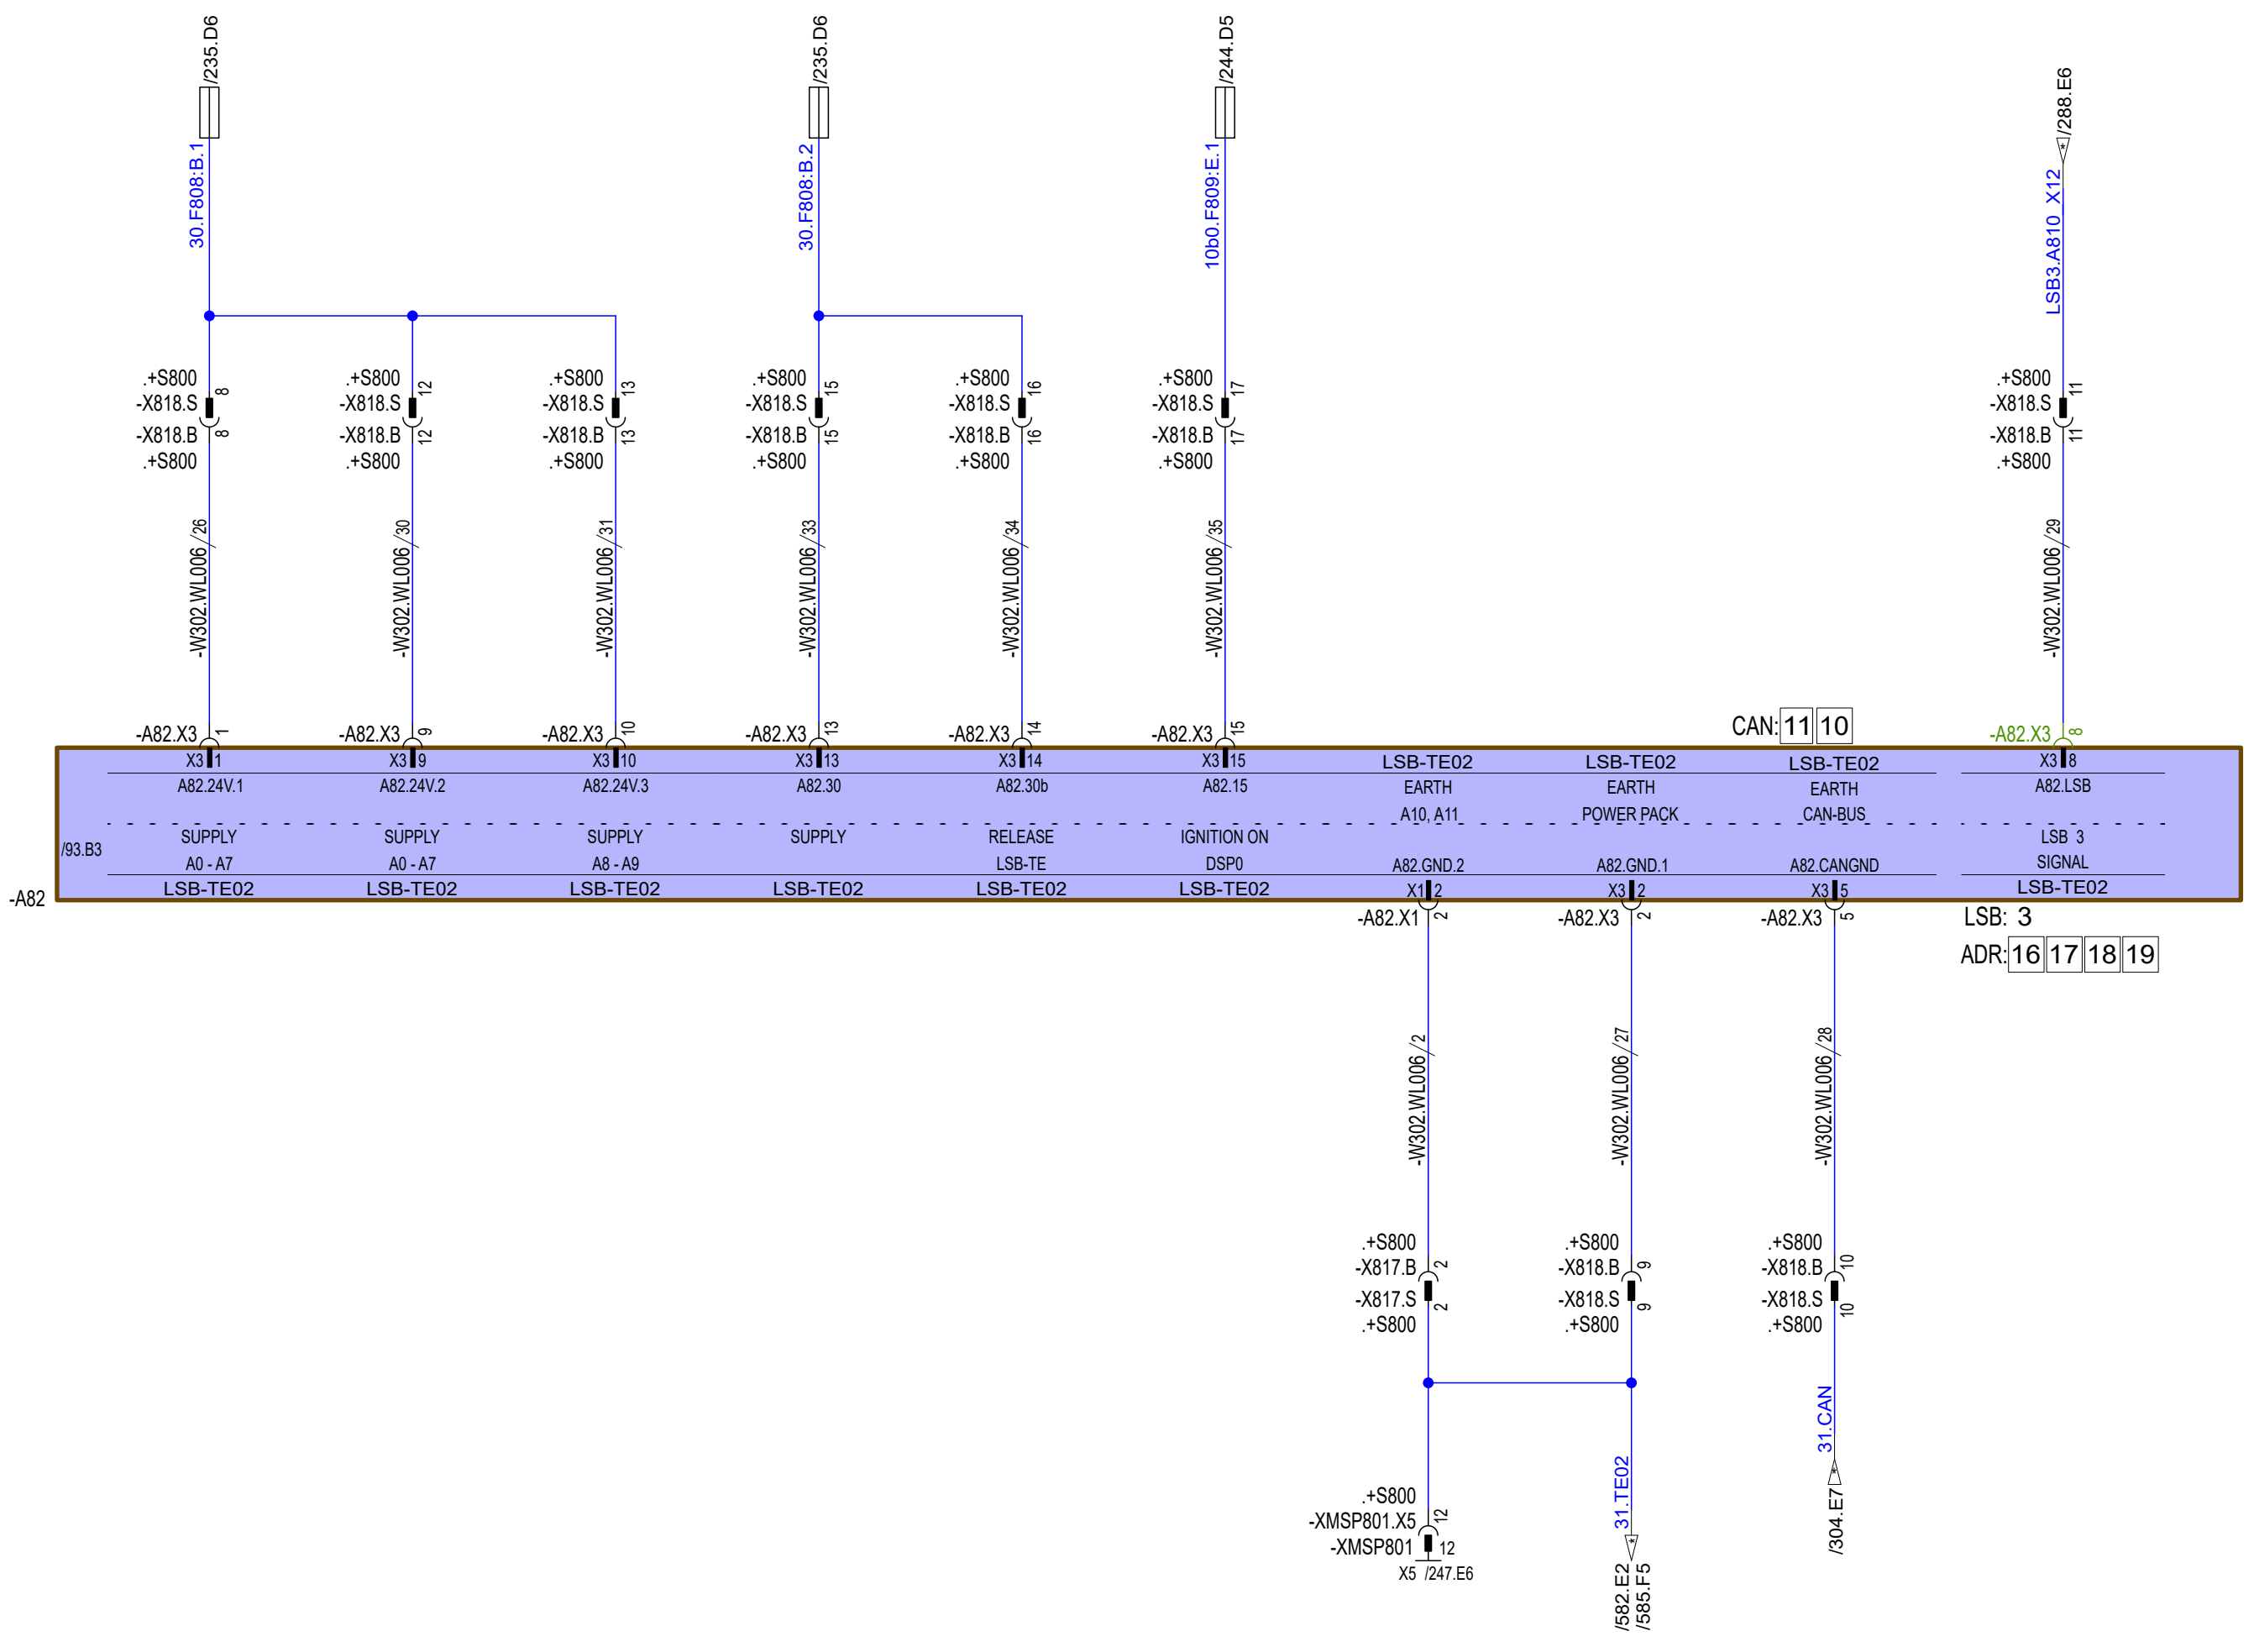 /235.D6
/235.D6
/244.D5
/288.E6
30.F808:B.1
30.F808:B.2
10b0.F809:E.1
LSB3.A810 X12
*
.+S800 8
-X818.S
-X818.B 8
.+S800
.+S800 12
-X818.S
-X818.B 12
.+S800
.+S800 13
-X818.S
-X818.B 13
.+S800
.+S800 15
-X818.S
-X818.B 15
.+S800
.+S800 16
-X818.S
-X818.B 16
.+S800
.+S800 17
-X818.S
-X818.B 17
.+S800
.+S800 11
-X818.S
-X818.B 11
.+S800
-W302.WL006 /26
-W302.WL006 /30
-W302.WL006 /31
-W302.WL006 /33
-W302.WL006 /34
-W302.WL006 /35
-W302.WL006 /29
CAN: 11 10
-A82.X3 1
-A82.X3 9
-A82.X3 10
-A82.X3 13
-A82.X3 14
-A82.X3 15
-A82.X3 8
X3 1
X3 9
X3 10
X3 13
X3 14
X3 15
LSB-TE02
LSB-TE02
LSB-TE02
X3 8
A82.24V.1
A82.24V.2
A82.24V.3
A82.30
A82.30b
A82.15
EARTH
A10, A11
EARTH
POWER PACK
EARTH
CAN-BUS
A82.LSB
/93.B3
SUPPLY
A0 - A7
SUPPLY
A0 - A7
SUPPLY
A8 - A9
SUPPLY
RELEASE
LSB-TE
IGNITION ON
DSP0
A82.GND.2
A82.GND.1
A82.CANGND
LSB 3
SIGNAL
-A82
LSB-TE02
LSB-TE02
LSB-TE02
LSB-TE02
LSB-TE02
LSB-TE02
X1 2
X3 2
X3 5
LSB-TE02
-A82.X1 2
-A82.X3 2
-A82.X3 5
LSB: 3
ADR: 16 17 18 19
-W302.WL006 /2
-W302.WL006 /27
-W302.WL006 /28
.+S800
-X817.B 2
-X817.S 2
.+S800
.+S800
-X818.B 9
-X818.S 9
.+S800
.+S800
-X818.B 10
-X818.S 10
.+S800
31.CAN
*
/304.E7
31.TE02
*
/582.E2
/585.F5
.+S800
-XMSP801.X5 12
-XMSP801 12
X5 /247.E6